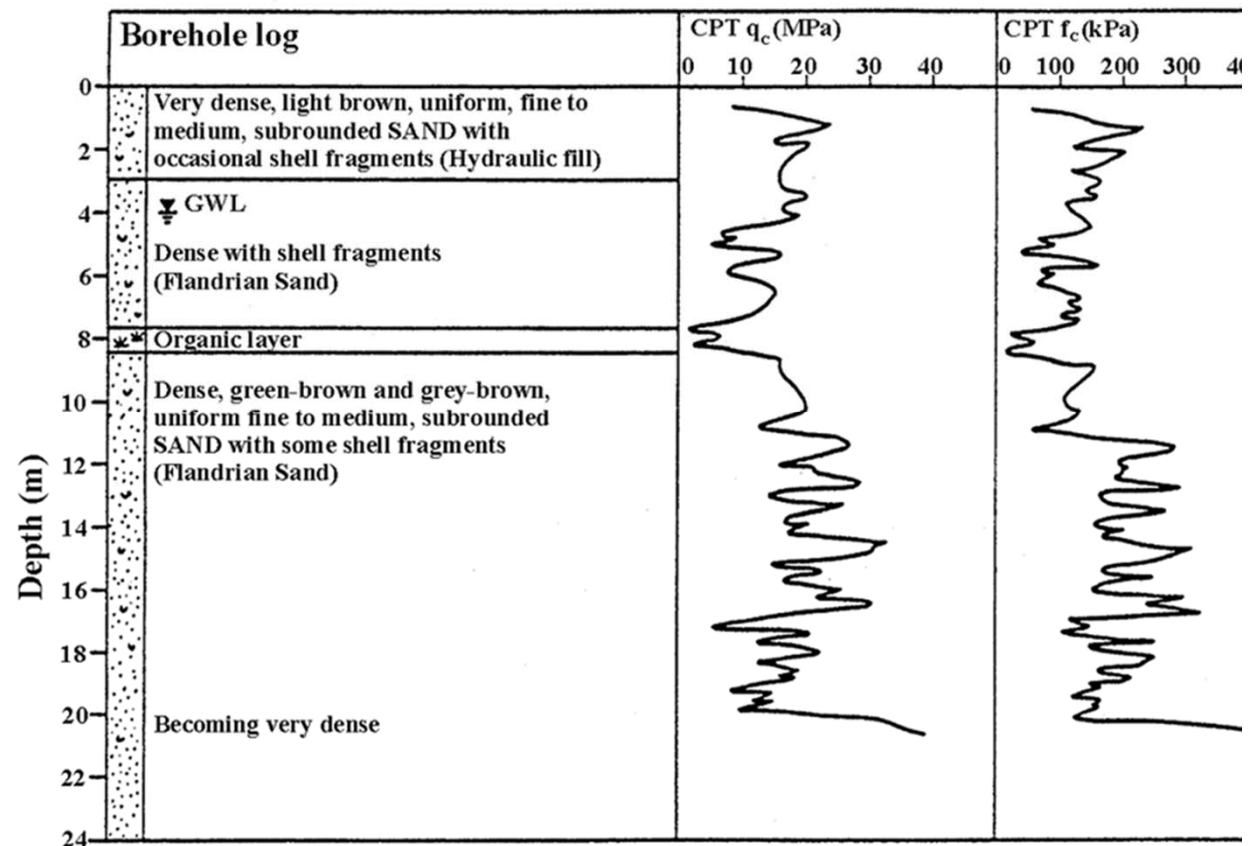 Borehole log
CPT qc (MPa)
CPT fc (kPa)
0 10 20 30 40
0 100 200 300 40
0
Very dense, light brown, uniform, fine to
medium, subrounded SAND with
2
occasional shell fragments (Hydraulic fill)
4
GWL
Dense with shell fragments
6
(Flandrian Sand)
8
Organic layer
Dense, green-brown and grey-brown,
10
uniform fine to medium, subrounded
SAND with some shell fragments
12
(Flandrian Sand)
14
Depth (m)
16
18
20
Becoming very dense
22
24